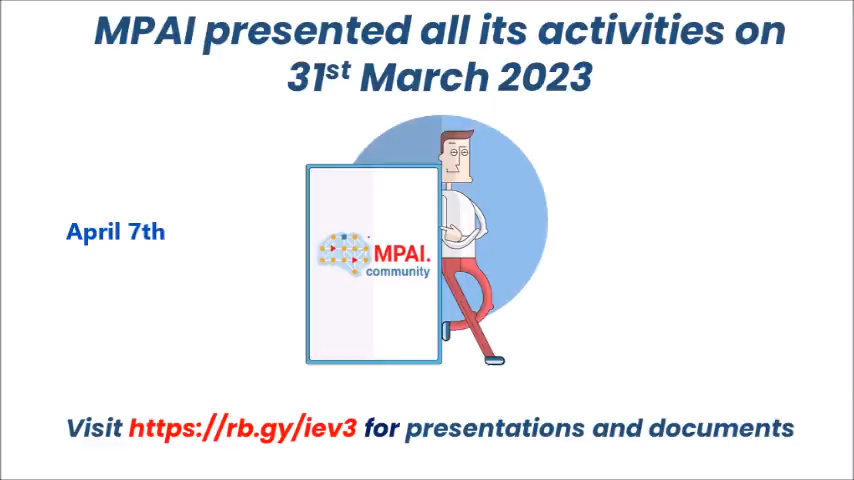 MPAI presented all its activities on
31st March 2023
April 7th
MPAI.
community
Visit https://rb.gy/iev3 for presentations and documents